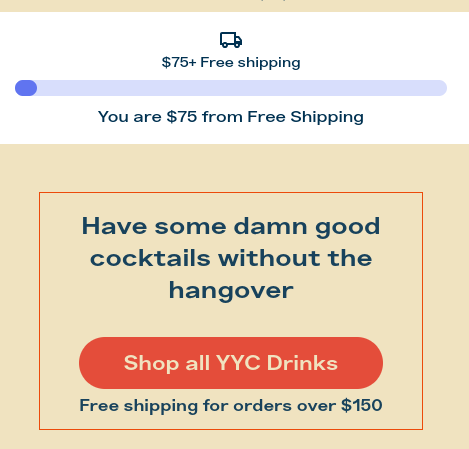 $75+ Free shipping
You are $75 from Free Shipping
Have some damn good
cocktails without the
hangover
Shop all YYC Drinks
Free shipping for orders over $150